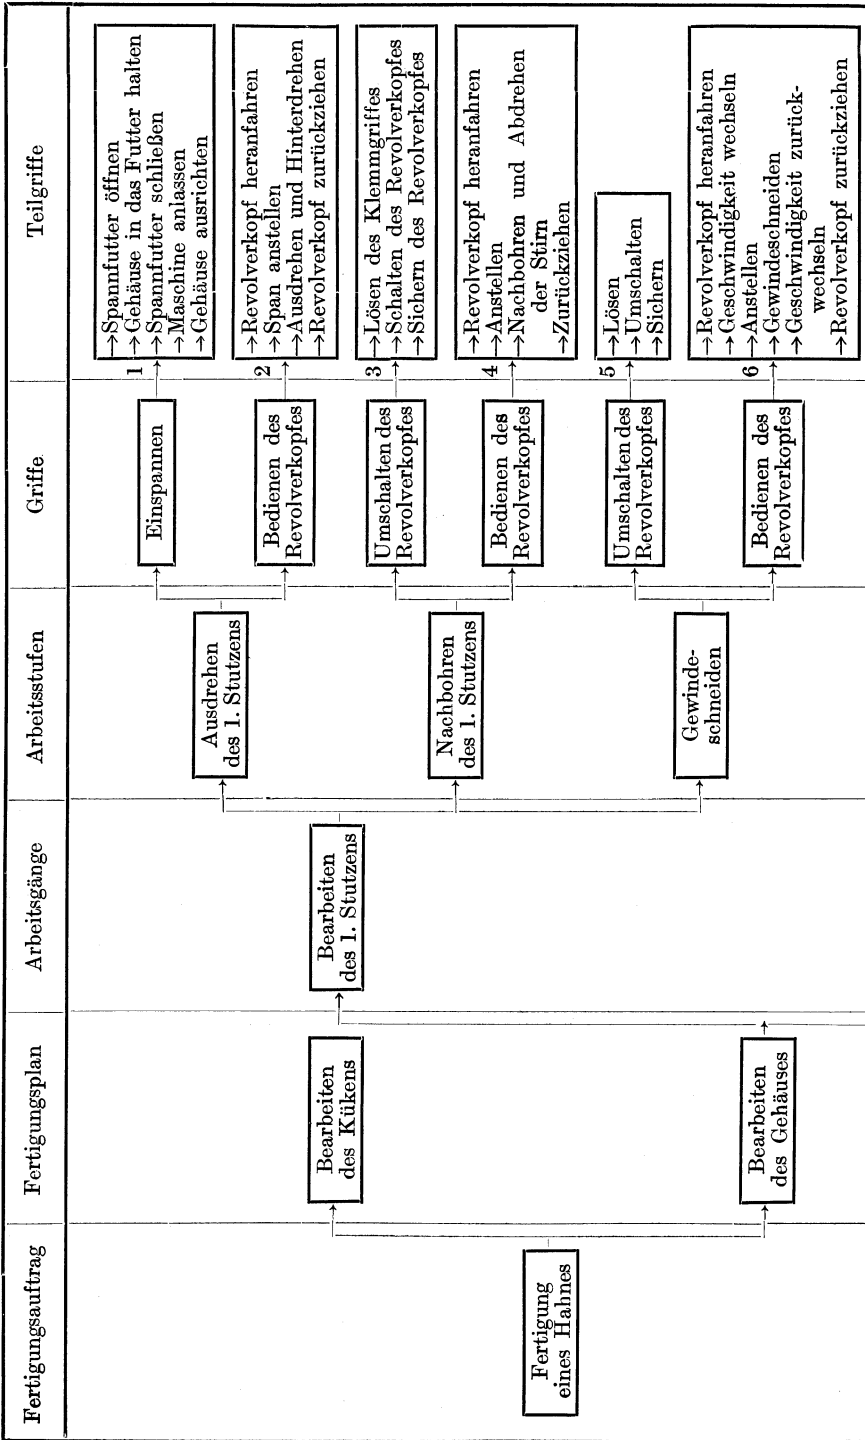 Fertigungsauftrag
Fertigungsplan
Arbeitsgänge
Arbeitsstufen
Griffe
Teilgriffe
Fertigung
eines Hahnes
Bearbeiten
des Kükens
Bearbeiten
des Gehäuses
Bearbeiten
des 1. Stutzens
Ausdrehen
des 1. Stutzens
Nachbohren
des 1. Stutzens
Gewinde-
schneiden
Einspannen
Bedienen des
Revolverkopfes
Umschalten des
Revolverkopfes
Bedienen des
Revolverkopfes
Umschalten des
Revolverkopfes
Bedienen des
Revolverkopfes
1
→Spannfutter öffnen
→Gehäuse in das Futter halten
→Spannfutter schließen
→Maschine anlassen
→Gehäuse ausrichten
2
→Revolverkopf heranfahren
→Span anstellen
→Ausdrehen und Hinterdrehen
→Revolverkopf zurückziehen
3
→Lösen des Klemmgriffes
→Schalten des Revolverkopfes
→Sichern des Revolverkopfes
4
→Revolverkopf heranfahren
→Anstellen
→Nachbohren und Abdrehen
der Stirn
→Zurückziehen
5
→Lösen
→Umschalten
→Sichern
6
→Revolverkopf heranfahren
→Geschwindigkeit wechseln
→Anstellen
→Gewindeschneiden
→Geschwindigkeit zurück-
wechseln
→Revolverkopf zurückziehen